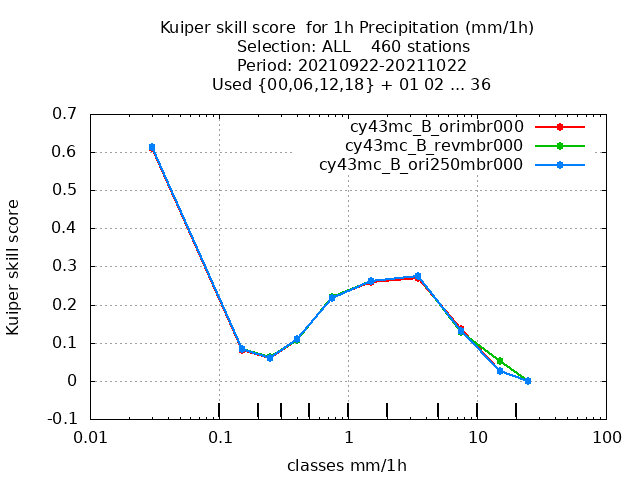 Kuiper skill score  for 1h Precipitation (mm/1h)
Selection: ALL    460 stations
Period: 20210922-20211022
Used {00,06,12,18} + 01 02 ... 36
cy43mc_B_orimbr000
cy43mc_B_revmbr000
cy43mc_B_ori250mbr000
Kuiper skill score
0.7
0.6
0.5
0.4
0.3
0.2
0.1
0
-0.1
0.01
0.1
1
10
100
classes mm/1h